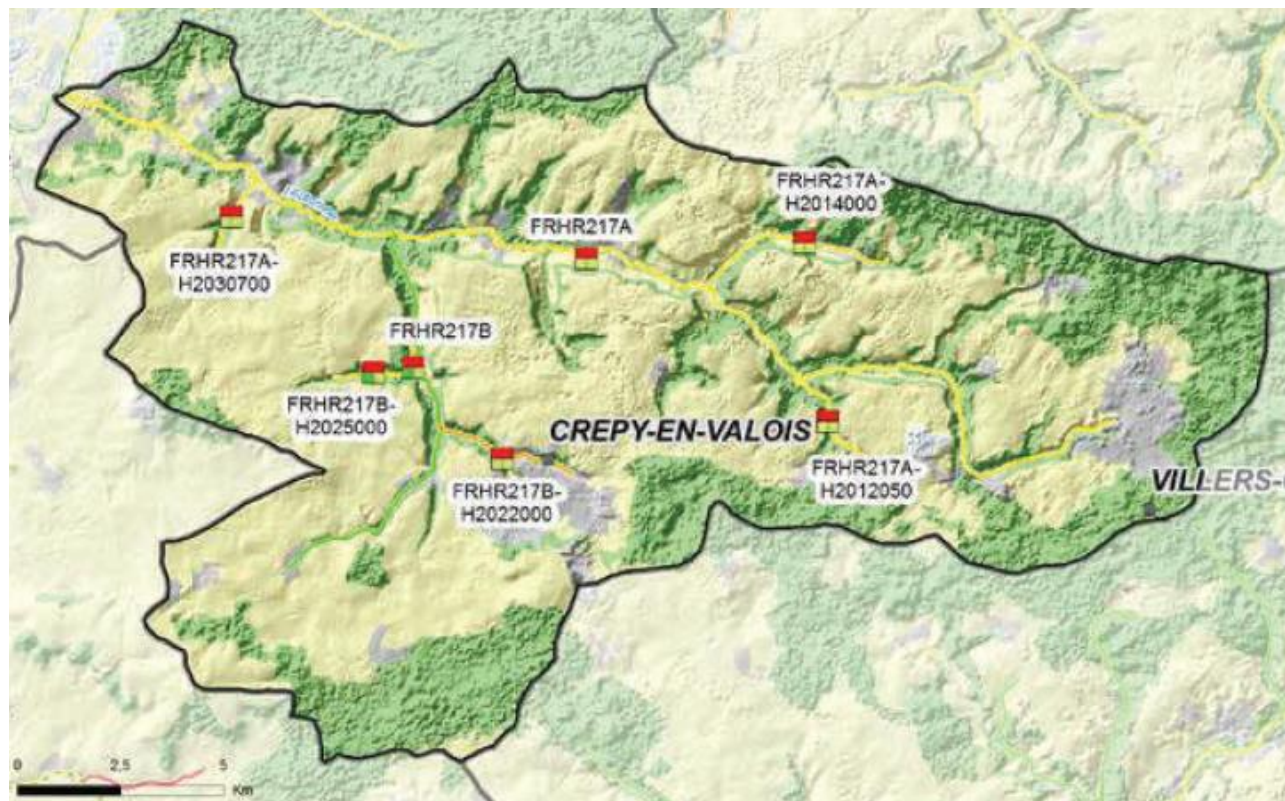 FRHR217A-
H2014000
FRHR217A
FRHR217A-
H2030700
FRHR217B
FRHR217B-
H2025000
CREPY-EN-VALOIS
FRHR217B-
H2022000
FRHR217A-
H2012050
VILLERS-
0 2,5 5
Km